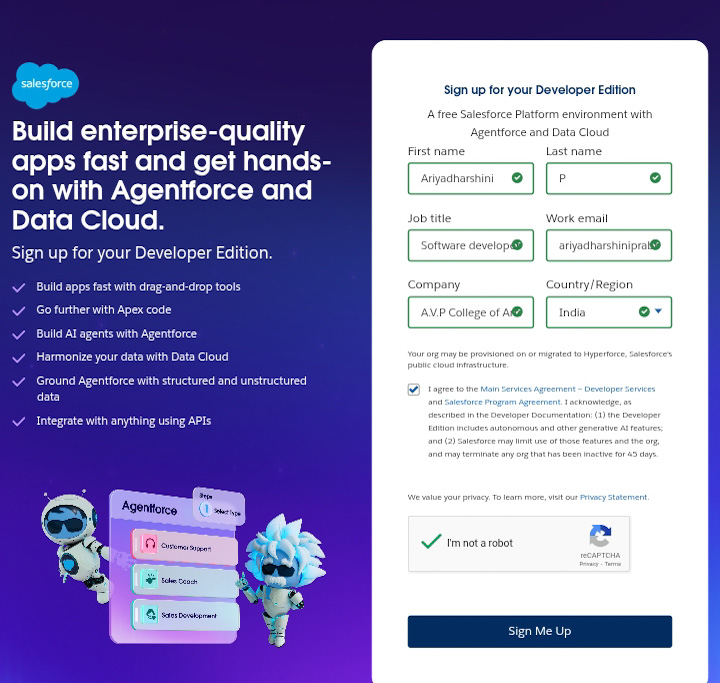 salesforce
Build enterprise-quality
apps fast and get hands-
on with Agentforce and
Data Cloud.
Sign up for your Developer Edition.
Build apps fast with drag-and-drop tools
Go further with Apex code
Build AI agents with Agentforce
Harmonize your data with Data Cloud
Ground Agentforce with structured and unstructured
data
Integrate with anything using APIs
Agentforce
Steps
1 Select Type
Customer Support
Sales Coach
Sales Development
Sign up for your Developer Edition
A free Salesforce Platform environment with
Agentforce and Data Cloud
First name Last name
Ariyadharshini P
Job title Work email
Software develope ariyadharshiniprab
Company Country/Region
A.V.P College of Ar India
Your org may be provisioned on or migrated to Hyperforce, Salesforce's
public cloud infrastructure.
I agree to the Main Services Agreement – Developer Services
and Salesforce Program Agreement. I acknowledge, as
described in the Developer Documentation: (1) the Developer
Edition includes autonomous and other generative AI features;
and (2) Salesforce may limit use of those features and the org,
and may terminate any org that has been inactive for 45 days.
We value your privacy. To learn more, visit our Privacy Statement.
I'm not a robot
reCAPTCHA
Privacy - Terms
Sign Me Up